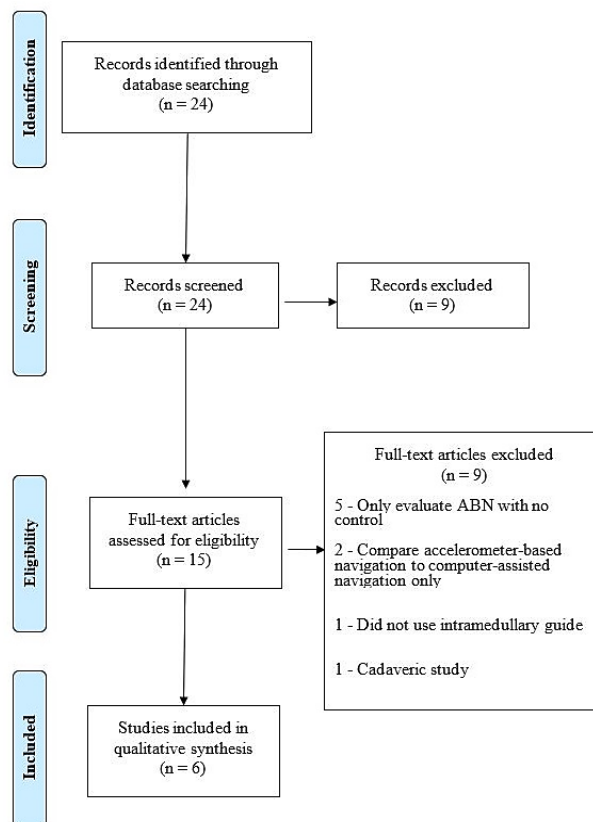 Identification
Records identified through
database searching
(n = 24)
Screening
Records screened
(n = 24)
Records excluded
(n = 9)
Eligibility
Full-text articles
assessed for eligibility
(n = 15)
Full-text articles excluded
(n = 9)
5 - Only evaluate ABN with no
control
2 - Compare accelerometer-based
navigation to computer-assisted
navigation only
1 - Did not use intramedullary guide
1 - Cadaveric study
Included
Studies included in
qualitative synthesis
(n = 6)